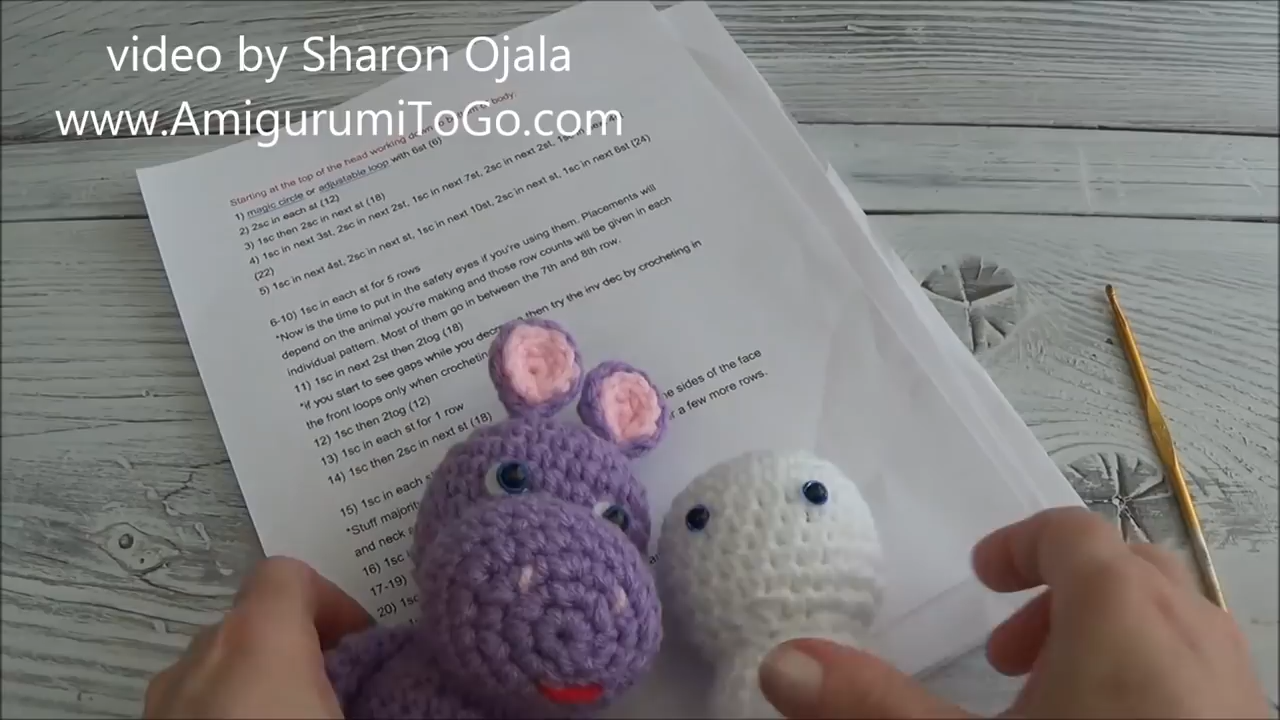 video by Sharon Ojala
www.AmigurumiToGo.com
Starting at the top of the head working down to body
1) magic circle or adjustable loop with 6st (6)
2) 2sc in each st (12)
3) 1sc then 2sc in next st (18)
4) 1sc in next 3st, 2sc in next 2st, 1sc in next 7st, 2sc in next 2st, 1sc in next 4st
(22)
5) 1sc in next 4st, 2sc in next st, 1sc in next 10st, 2sc in next st, 1sc in next 6st (24)
6-10) 1sc in each st for 5 rows
*Now is the time to put in the safety eyes if you're using them. Placements will
depend on the animal you're making and those row counts will be given in each
individual pattern. Most of them go in between the 7th and 8th row.
11) 1sc in next 2st then 2tog (18)
*if you start to see gaps while you then try the inv dec by crocheting in
the front loops only when
12) 1sc then 2tog (12)
13) 1sc in each st for 1 row
14) 1sc then 2sc in next st (18)
15) 1sc in each
sides of the face
*Stuff
a few more rows.
and neck
16) 1sc
17-19)
20)